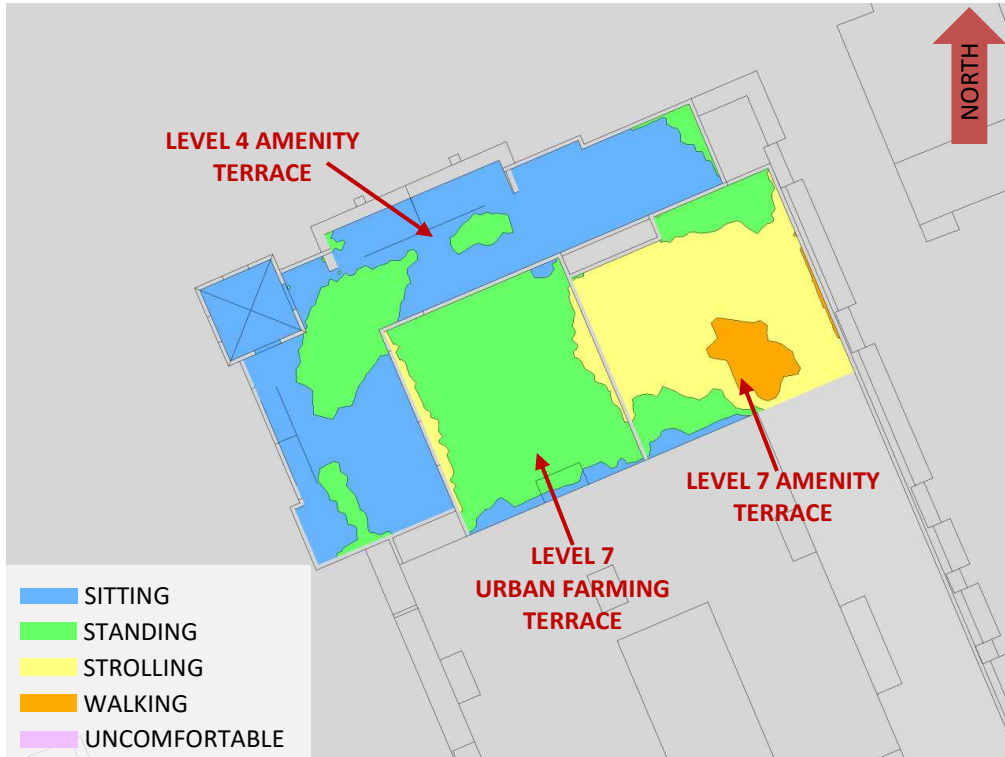 NORTH
LEVEL 4 AMENITY
TERRACE
LEVEL 7 AMENITY
TERRACE
LEVEL 7
URBAN FARMING
TERRACE
SITTING
STANDING
STROLLING
WALKING
UNCOMFORTABLE